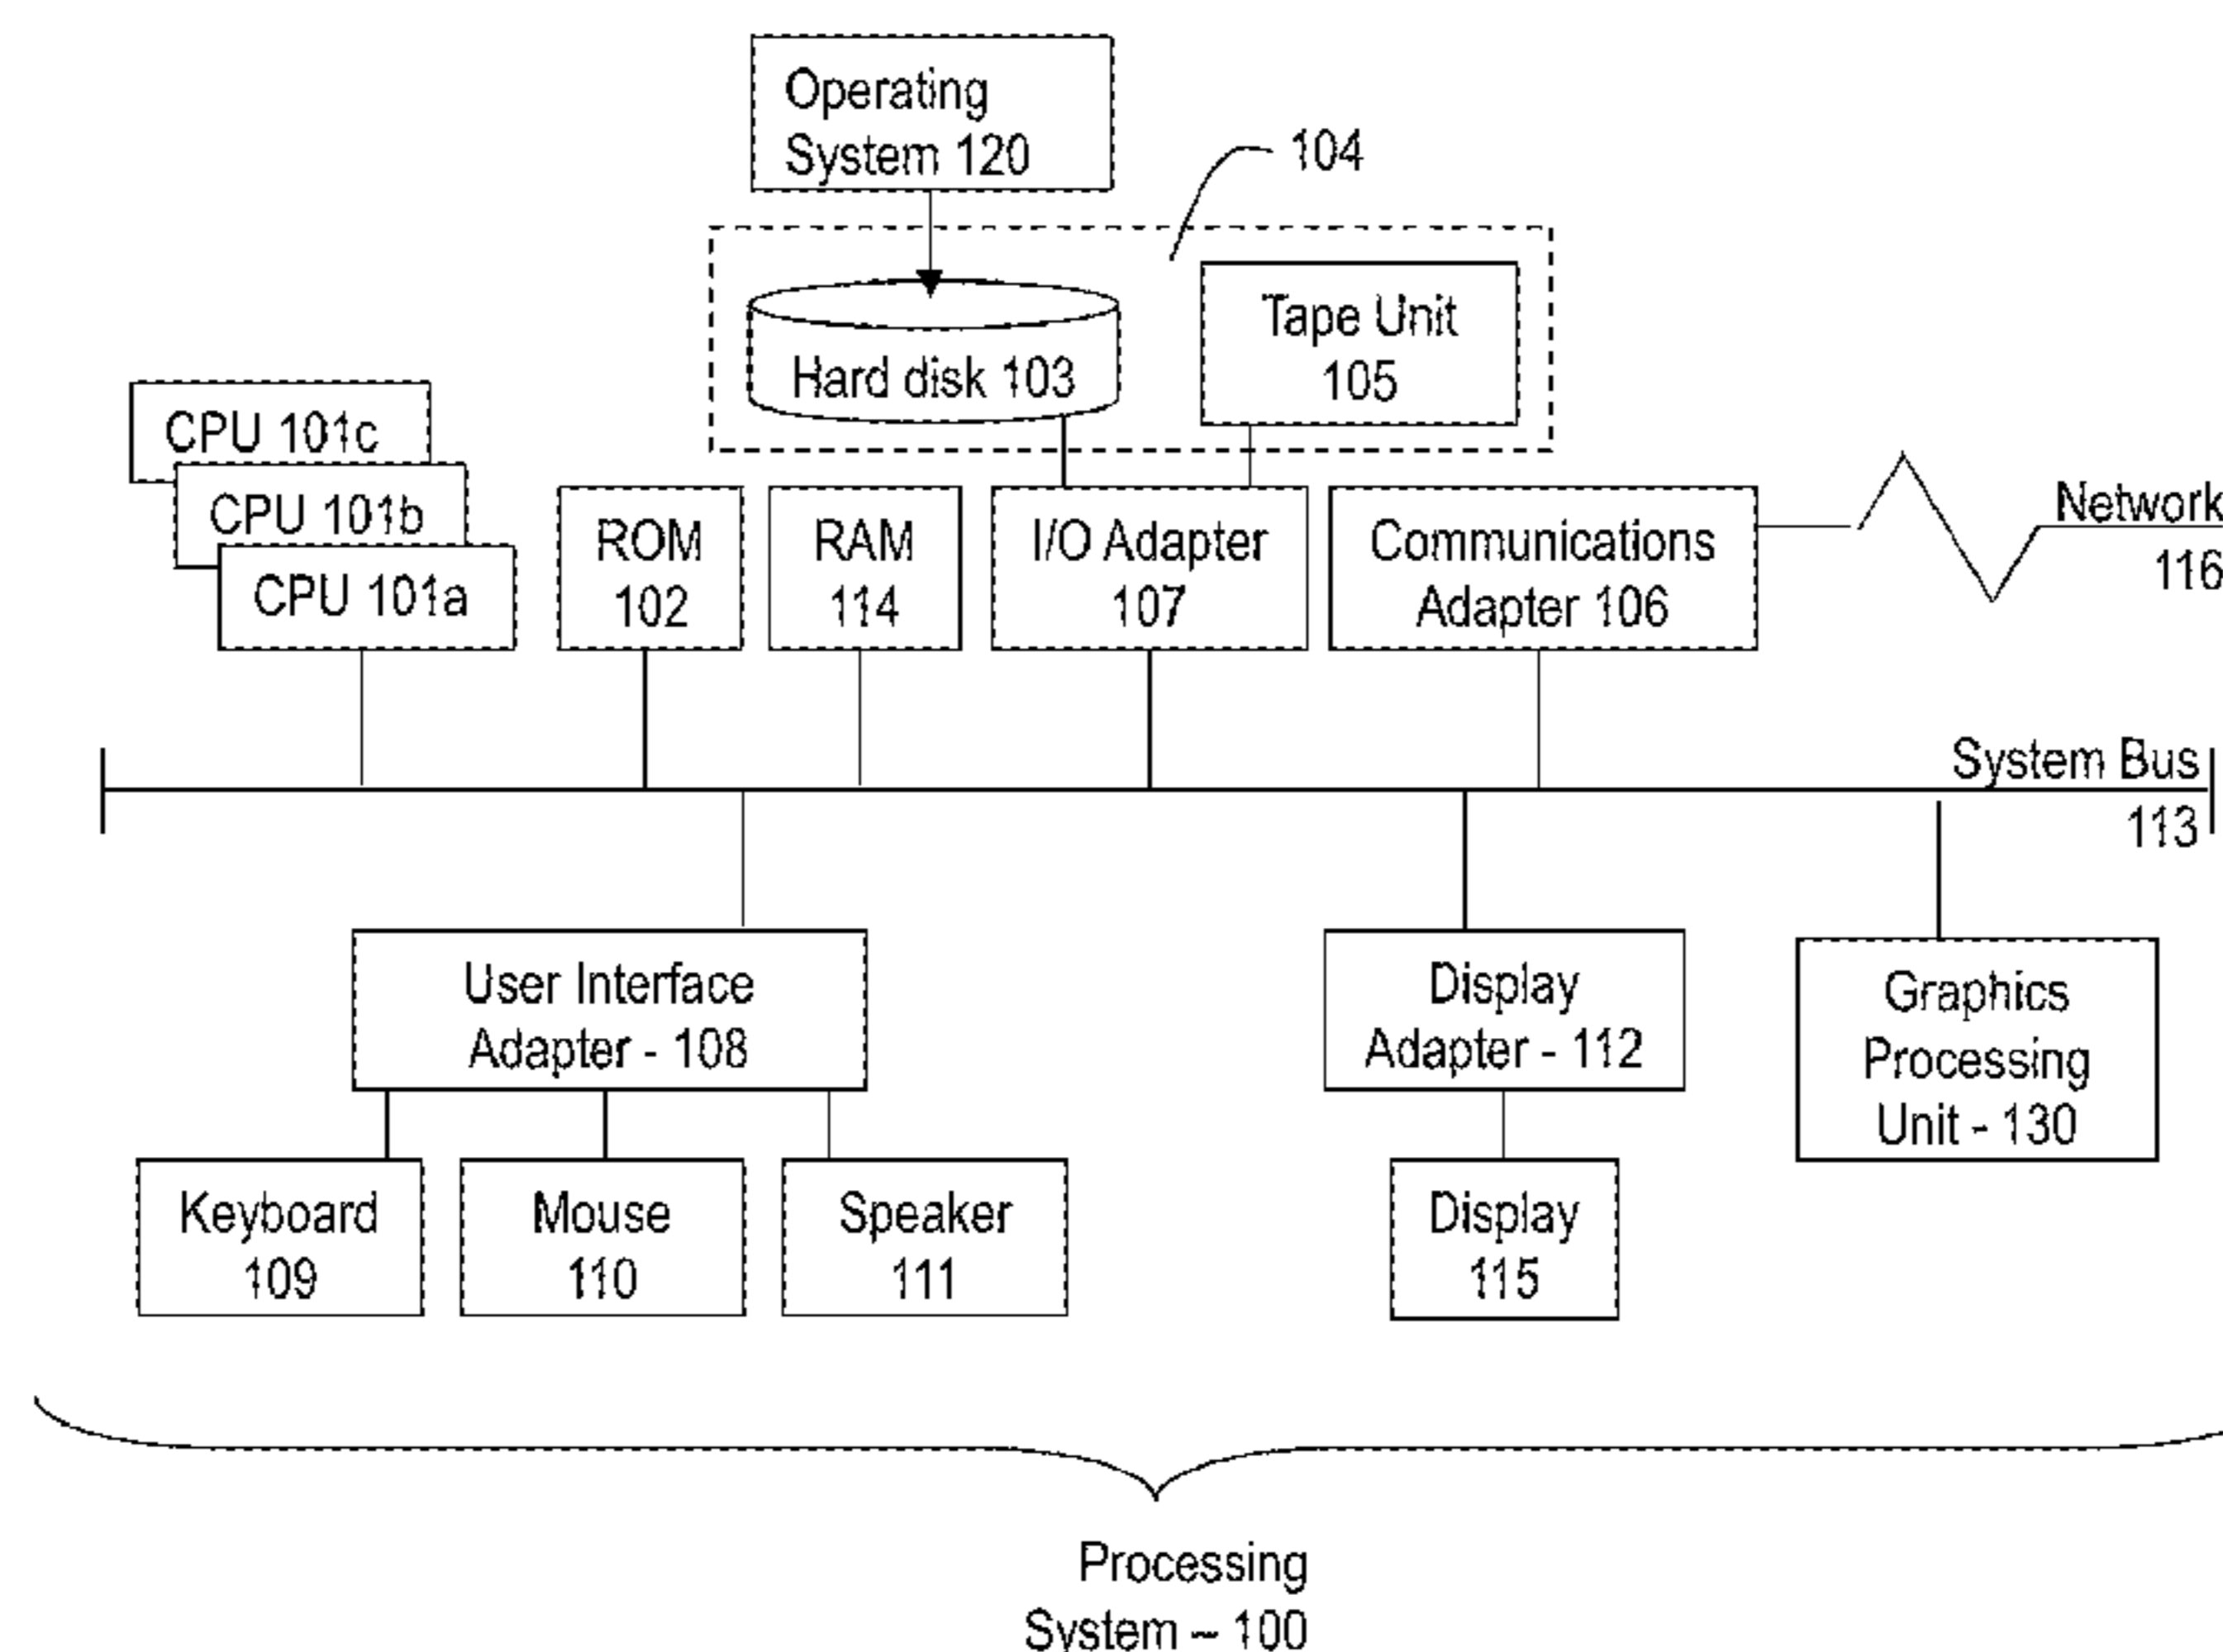 Operating
System 120
104
Hard disk 103
Tape Unit
105
CPU 101c
CPU 101b
CPU 101a
ROM
102
RAM
114
I/O Adapter
107
Communications
Adapter 106
Network
116
System Bus
113
User Interface
Adapter - 108
Display
Adapter - 112
Graphics
Processing
Unit - 130
Keyboard
109
Mouse
110
Speaker
111
Display
115
Processing
System – 100